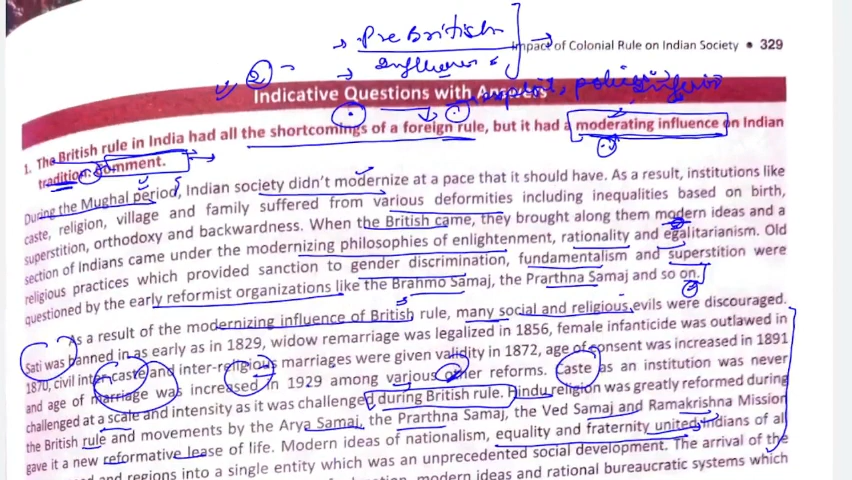 Pre British
Influence
Impact of Colonial Rule on Indian Society • 329
Indicative Questions with Answers
1. The British rule in India had all the shortcomings of a foreign rule, but it had a moderating influence on Indian
tradition. Comment.
During the Mughal period, Indian society didn't modernize at a pace that it should have. As a result, institutions like
caste, religion, village and family suffered from various deformities including inequalities based on birth,
superstition, orthodoxy and backwardness. When the British came, they brought along them modern ideas and a
section of Indians came under the modernizing philosophies of enlightenment, rationality and egalitarianism. Old
religious practices which provided sanction to gender discrimination, fundamentalism and superstition were
questioned by the early reformist organizations like the Brahmo Samaj, the Prarthna Samaj and so on.
As a result of the modernizing influence of British rule, many social and religious evils were discouraged.
Sati was banned in as early as in 1829, widow remarriage was legalized in 1856, female infanticide was outlawed in
1870, civil inter-caste and inter-religious marriages were given validity in 1872, age of consent was increased in 1891
and age of marriage was increased in 1929 among various other reforms. Caste as an institution was never
challenged at a scale and intensity as it was challenged during British rule. Hindu religion was greatly reformed during
the British rule and movements by the Arya Samaj, the Prarthna Samaj, the Ved Samaj and Ramakrishna Mission
gave it a new reformative lease of life. Modern ideas of nationalism, equality and fraternity united Indians of all
and regions into a single entity which was an unprecedented social development. The arrival of the
modern ideas and rational bureaucratic systems which